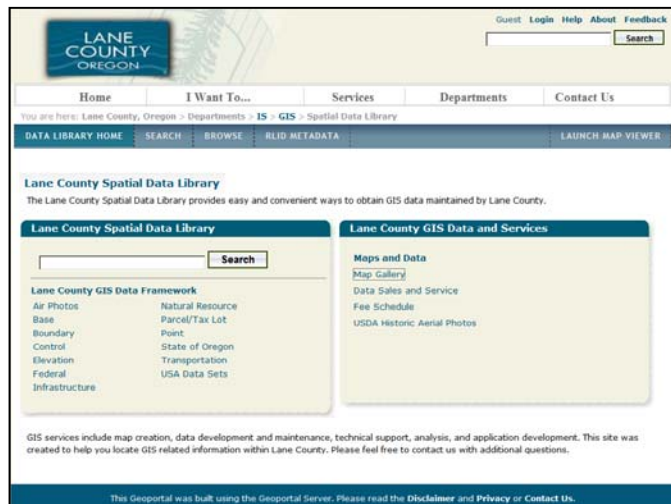 LANE
COUNTY
OREGON
Guest Login Help About Feedback
Search
Home I Want To... Services Departments Contact Us
You are here: Lane County, Oregon > Departments > IS > GIS > Spatial Data Library
DATA LIBRARY HOME SEARCH BROWSE RLID METADATA LAUNCH MAP VIEWER
Lane County Spatial Data Library
The Lane County Spatial Data Library provides easy and convenient ways to obtain GIS data maintained by Lane County.
Lane County Spatial Data Library
Search
Lane County GIS Data Framework
Air Photos Natural Resource
Base Parcel/Tax Lot
Boundary Point
Control State of Oregon
Elevation Transportation
Federal USA Data Sets
Infrastructure
Lane County GIS Data and Services
Maps and Data
Map Gallery
Data Sales and Service
Fee Schedule
USDA Historic Aerial Photos
GIS services include map creation, data development and maintenance, technical support, analysis, and application development. This site was
created to help you locate GIS related information within Lane County. Please feel free to contact us with additional questions.
This Geoportal was built using the Geoportal Server. Please read the Disclaimer and Privacy or Contact Us.